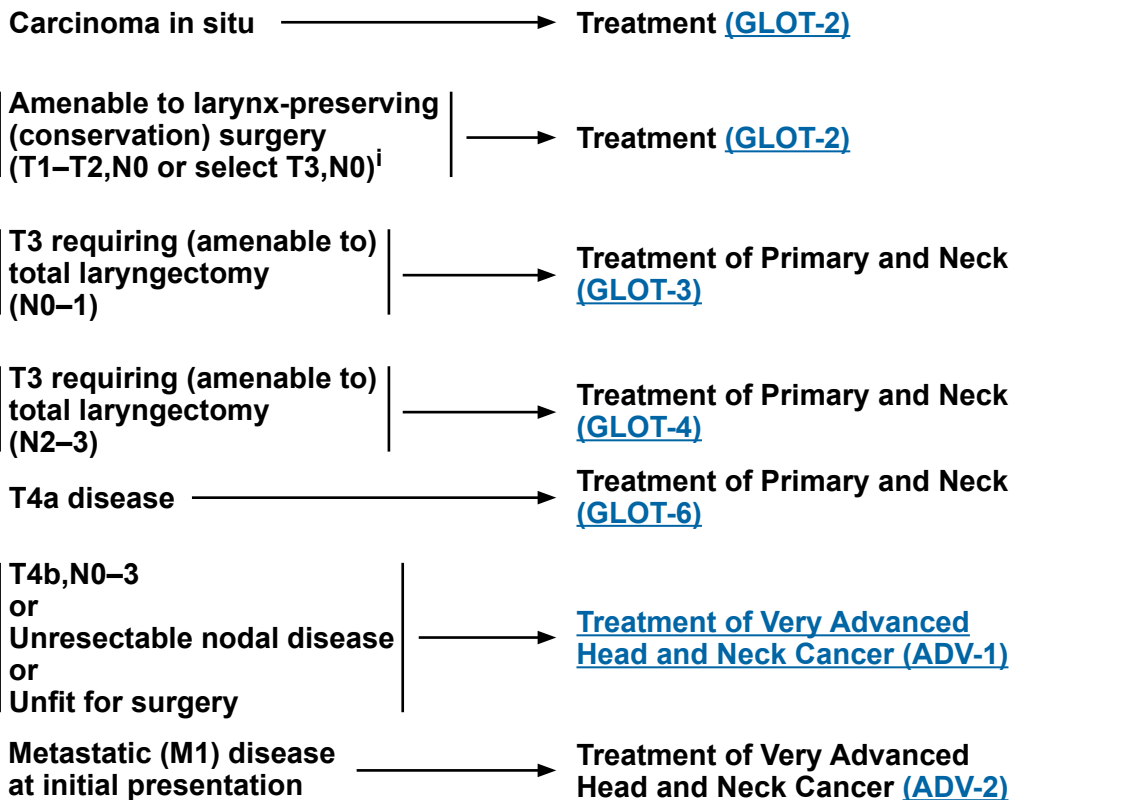 Carcinoma in situ
Treatment (GLOT-2)
Amenable to larynx-preserving
(conservation) surgery
(T1–T2,N0 or select T3,N0)i
Treatment (GLOT-2)
T3 requiring (amenable to)
total laryngectomy
(N0–1)
Treatment of Primary and Neck
(GLOT-3)
T3 requiring (amenable to)
total laryngectomy
(N2–3)
Treatment of Primary and Neck
(GLOT-4)
T4a disease
Treatment of Primary and Neck
(GLOT-6)
T4b,N0–3
or
Unresectable nodal disease
or
Unfit for surgery
Treatment of Very Advanced
Head and Neck Cancer (ADV-1)
Metastatic (M1) disease
at initial presentation
Treatment of Very Advanced
Head and Neck Cancer (ADV-2)